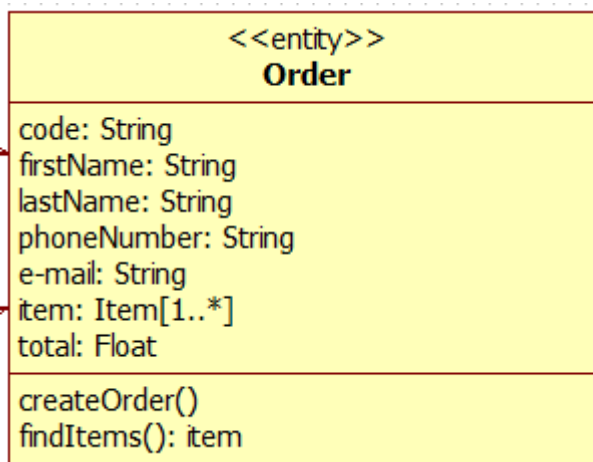 <<entity>>
Order
code: String
firstName: String
lastName: String
phoneNumber: String
e-mail: String
item: Item[1..*]
total: Float
createOrder()
findItems(): item